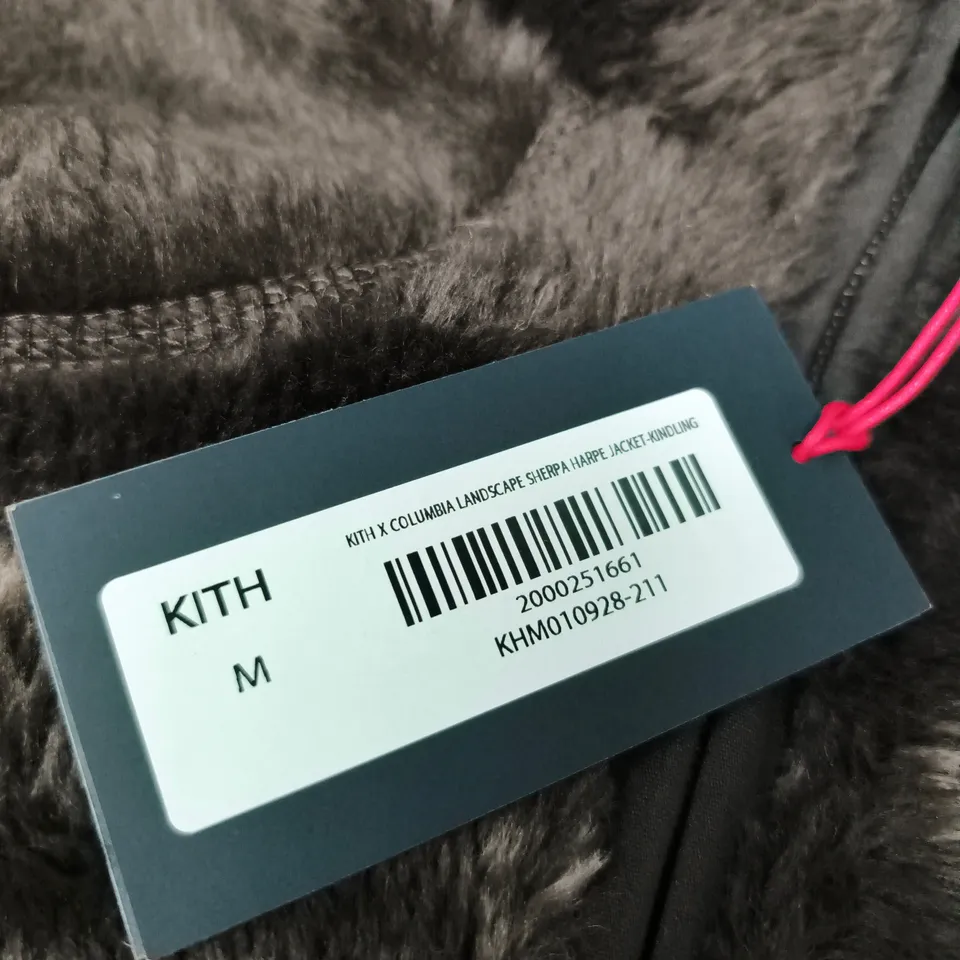 KITH X COLUMBIA LANDSCAPE SHERPA HARPE JACKET-KINDLING
KITH
2000251661
KHM010928-211
M